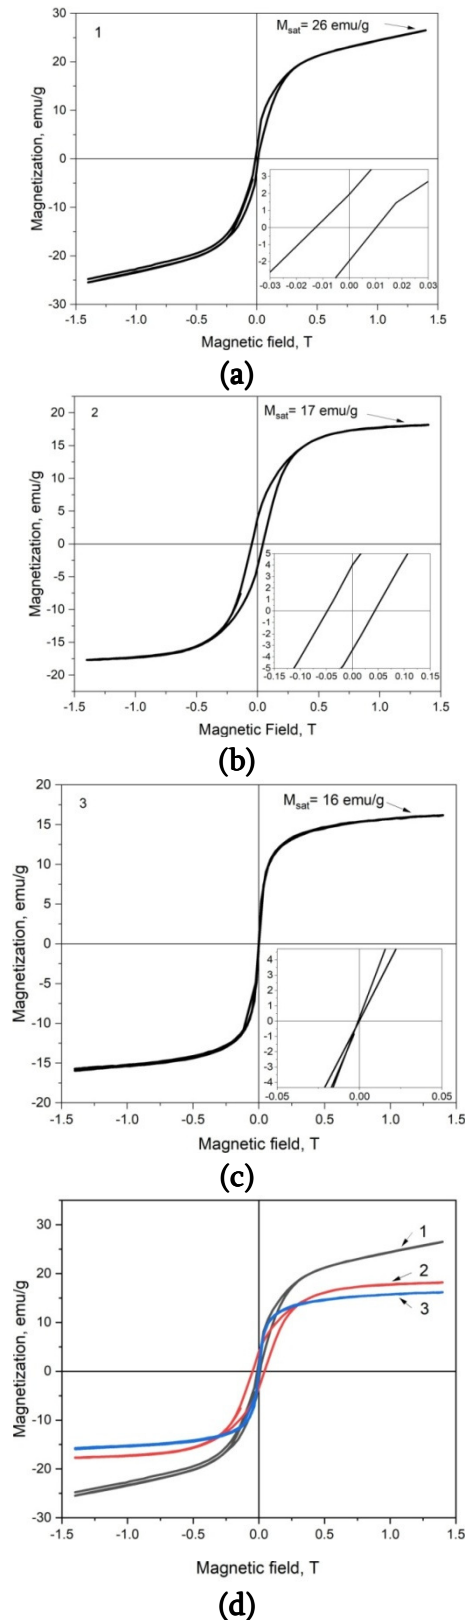 1
M_sat= 26 emu/g
Magnetization, emu/g
30
20
10
0
-10
-20
-30
3
2
1
0
-1
-2
-0.03 -0.02 -0.01 0.00 0.01 0.02 0.03
-1.5 -1.0 -0.5 0.0 0.5 1.0 1.5
Magnetic field, T
(a)
2
M_sat= 17 emu/g
Magnetization, emu/g
20
15
10
5
0
-5
-10
-15
-20
5
4
3
2
1
0
-1
-2
-3
-4
-5
-0.15 -0.10 -0.05 0.00 0.05 0.10 0.15
-1.5 -1.0 -0.5 0.0 0.5 1.0 1.5
Magnetic Field, T
(b)
3
M_sat= 16 emu/g
Magnetization, emu/g
20
15
10
5
0
-5
-10
-15
-20
4
3
2
1
0
-1
-2
-3
-4
-0.05 0.00 0.05
-1.5 -1.0 -0.5 0.0 0.5 1.0 1.5
Magnetic field, T
(c)
1
2
3
Magnetization, emu/g
35
30
20
10
0
-10
-20
-30
-1.5 -1.0 -0.5 0.0 0.5 1.0 1.5
Magnetic field, T
(d)